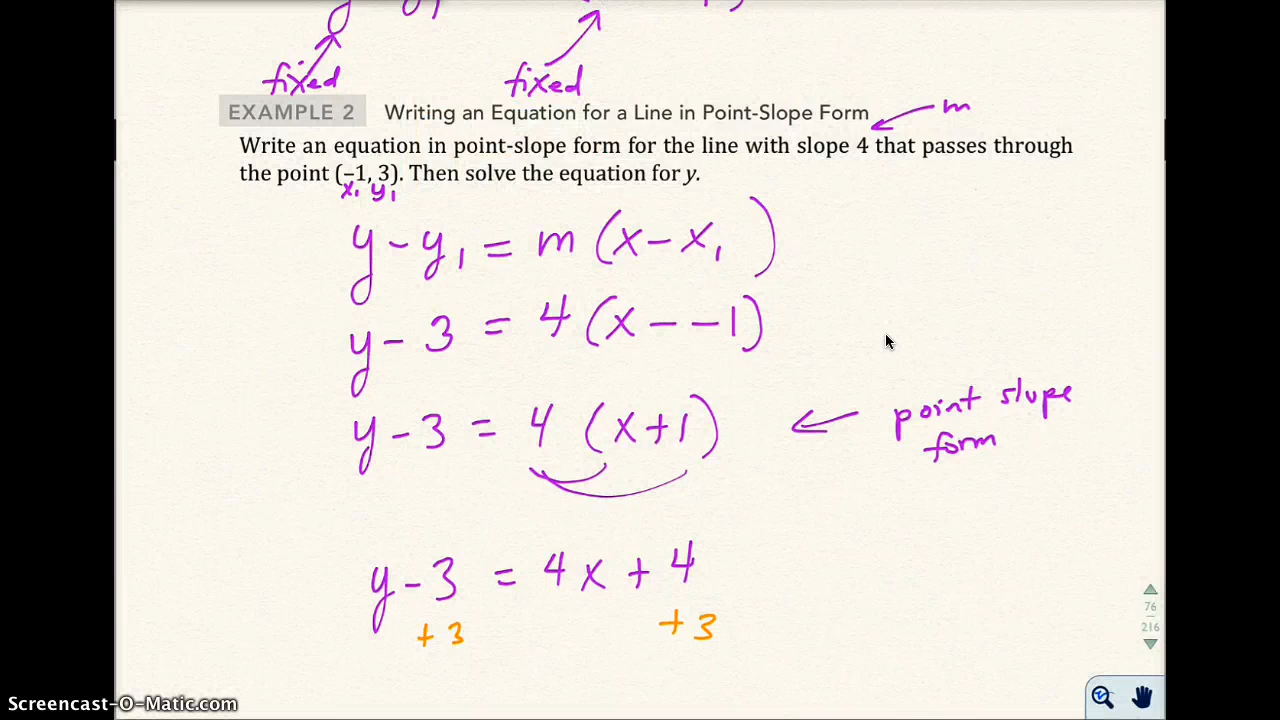 fixed fixed
EXAMPLE 2 Writing an Equation for a Line in Point-Slope Form
m
Write an equation in point-slope form for the line with slope 4 that passes through
the point (–1, 3). Then solve the equation for y.
x₁ y₁
y - y₁ = m (x - x₁ )
y - 3 = 4 (x - -1)
y - 3 = 4 (x+1)
point slope
form
y - 3 = 4x + 4
+3 +3
76
216
Screencast-O-Matic.com